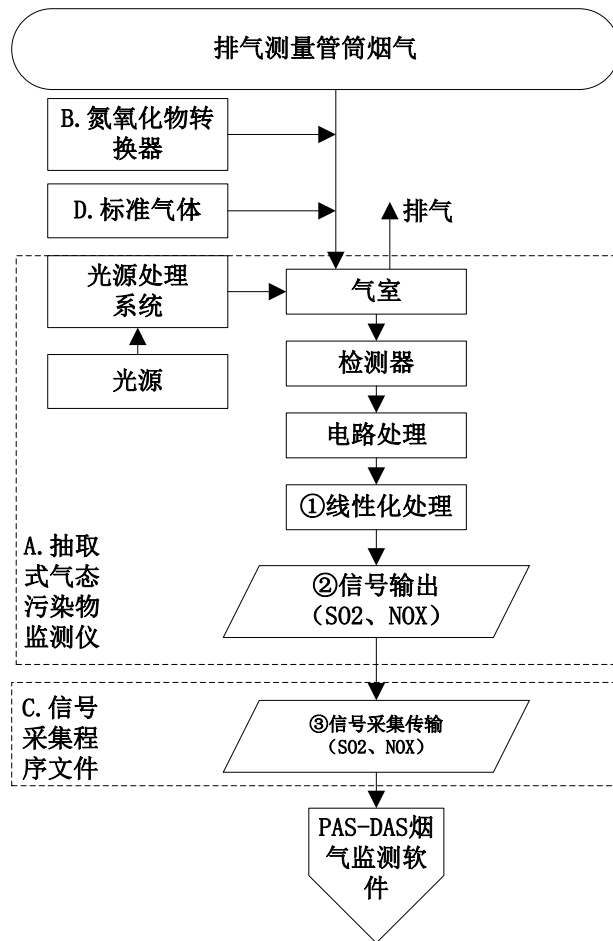 排气测量管筒烟气
B.氮氧化物转
换器
D.标准气体
排气
光源处理
系统
气室
光源
检测器
电路处理
①线性化处理
A.抽取
式气态
污染物
监测仪
②信号输出
(SO2、NOX)
C.信号
采集程
序文件
③信号采集传输
(SO2、NOX)
PAS-DAS烟
气监测软
件